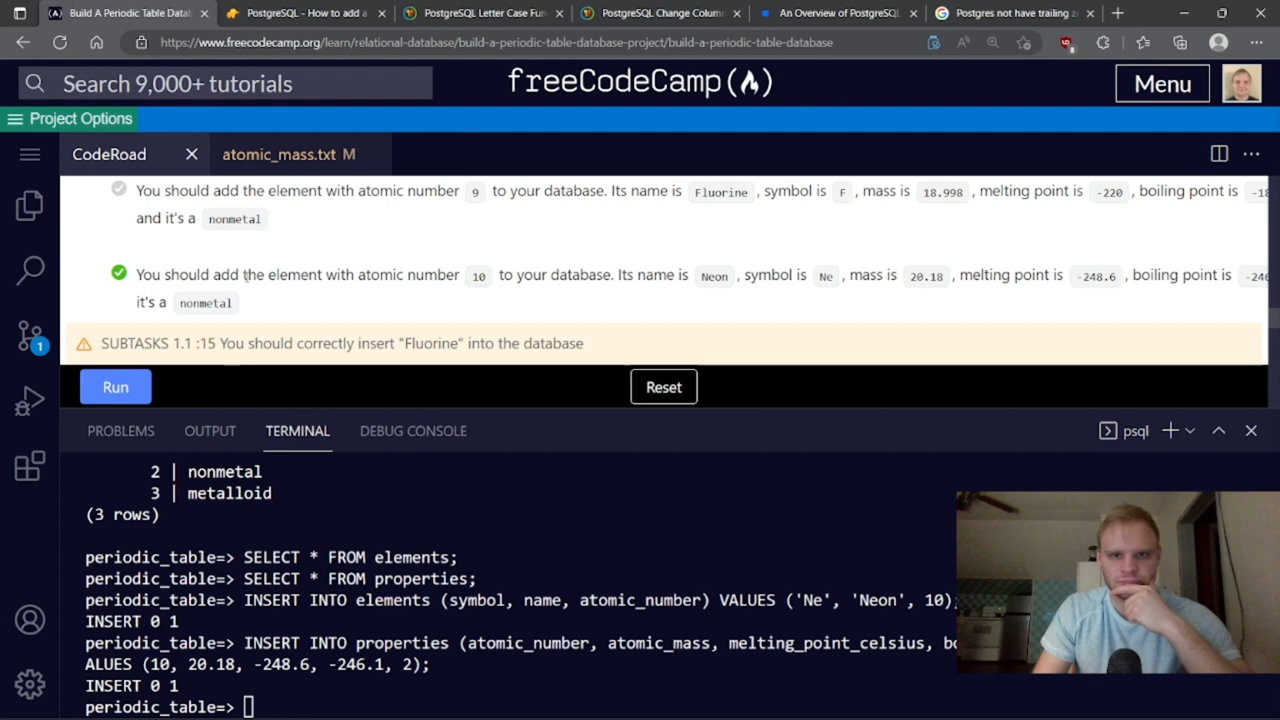 Build A Periodic Table Datab
PostgreSQL - How to add a
PostgreSQL Letter Case Fun
PostgreSQL Change Column
An Overview of PostgreSQL
Postgres not have trailing z
https://www.freecodecamp.org/learn/relational-database/build-a-periodic-table-database-project/build-a-periodic-table-database
Search 9,000+ tutorials
freeCodeCamp
Menu
Project Options
CodeRoad
atomic_mass.txt M
You should add the element with atomic number 9 to your database. Its name is Fluorine, symbol is F, mass is 18.998, melting point is -220, boiling point is -18
and it's a nonmetal
You should add the element with atomic number 10 to your database. Its name is Neon, symbol is Ne, mass is 20.18, melting point is -248.6, boiling point is -246
it's a nonmetal
SUBTASKS 1.1 :15 You should correctly insert "Fluorine" into the database
1
Run
Reset
PROBLEMS OUTPUT TERMINAL DEBUG CONSOLE
psql
2 | nonmetal
3 | metalloid
(3 rows)
periodic_table=> SELECT * FROM elements;
periodic_table=> SELECT * FROM properties;
periodic_table=> INSERT INTO elements (symbol, name, atomic_number) VALUES ('Ne', 'Neon', 10);
INSERT 0 1
periodic_table=> INSERT INTO properties (atomic_number, atomic_mass, melting_point_celsius, bo
ALUES (10, 20.18, -248.6, -246.1, 2);
INSERT 0 1
periodic_table=>